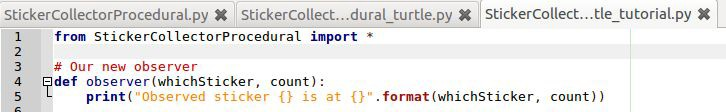 StickerCollectorProcedural.py StickerCollect...dural_turtle.py StickerCollect...tle_tutorial.py
1 from StickerCollectorProcedural import *
2
3 # Our new observer
4 def observer(whichSticker, count):
5 print("Observed sticker {} is at {}".format(whichSticker, count))
6